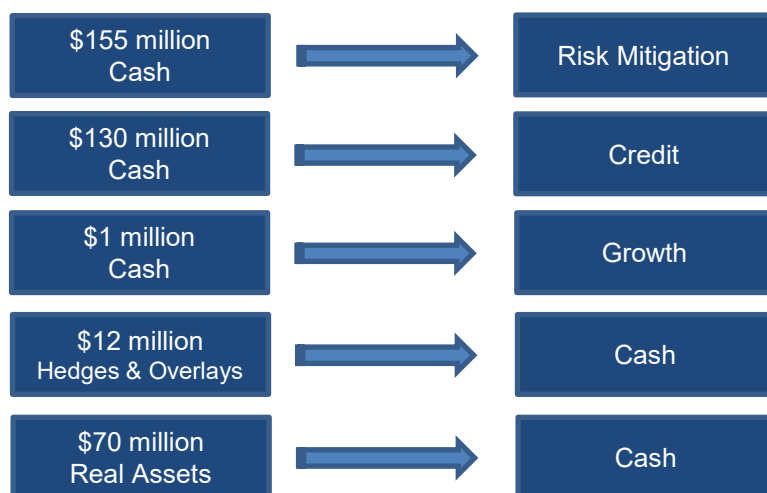 $155 million
Cash
Risk Mitigation
$130 million
Cash
Credit
$1 million
Cash
Growth
$12 million
Hedges & Overlays
Cash
$70 million
Real Assets
Cash